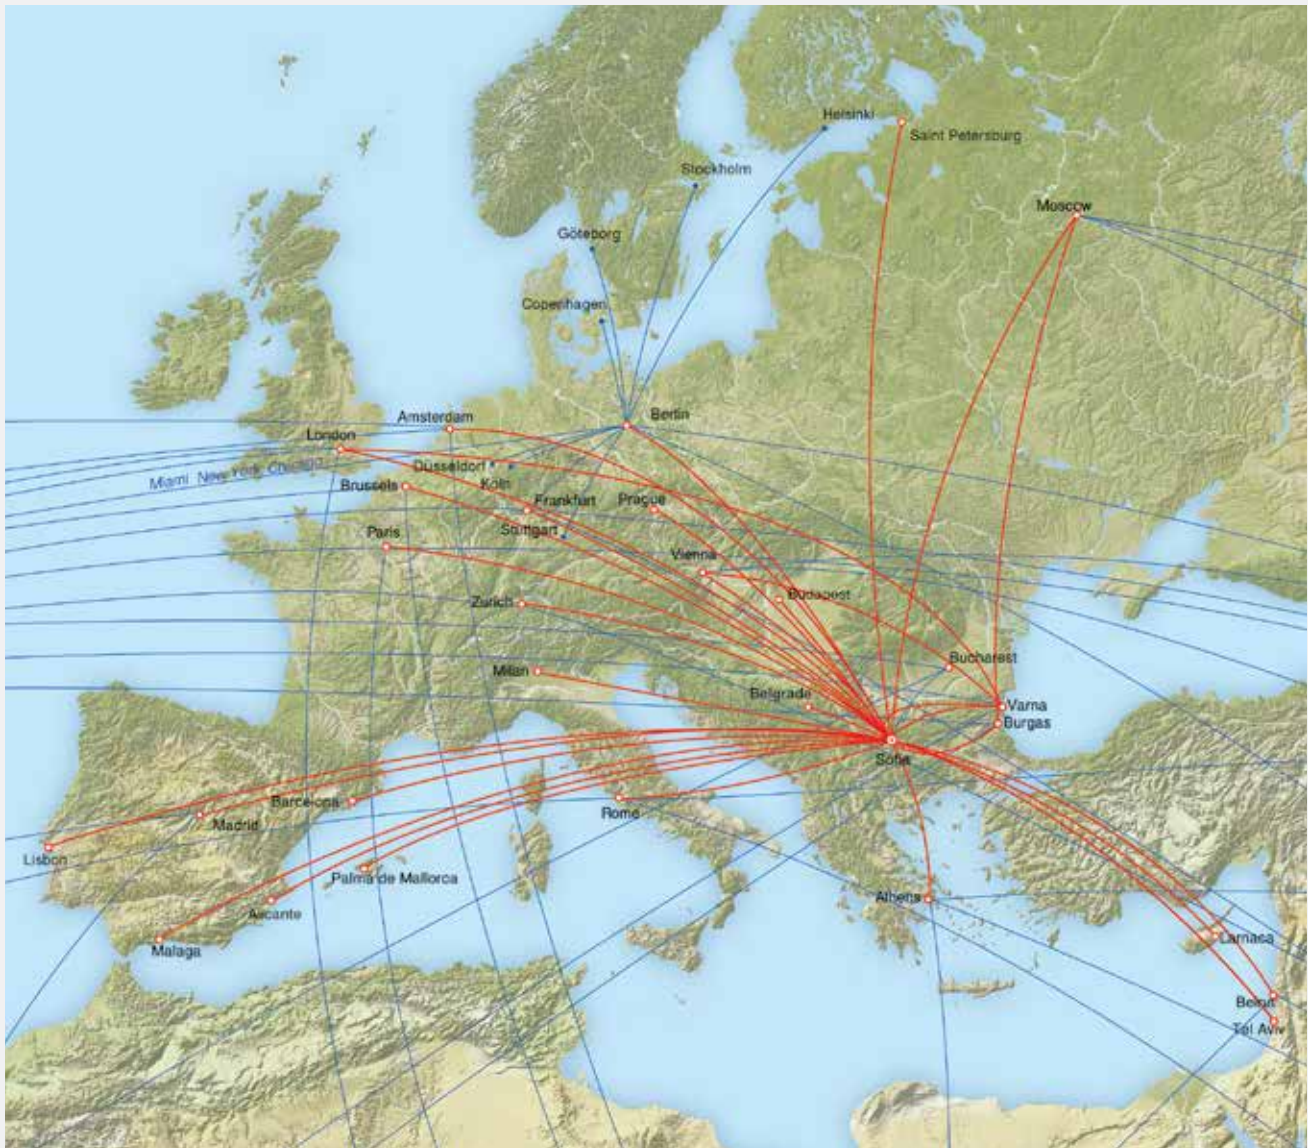 Helsinki
Saint Petersburg
Stockholm
Moscow
Göteborg
Copenhagen
Amsterdam
Berlin
London
Miami New York Chicago
Düsseldorf
Köln
Brussels
Frankfurt
Prague
Stuttgart
Paris
Vienna
Budapest
Zurich
Bucharest
Milan
Belgrade
Varna
Burgas
Sofia
Barcelona
Rome
Madrid
Lisbon
Palma de Mallorca
Athens
Alicante
Larnaca
Malaga
Beirut
Tel Aviv